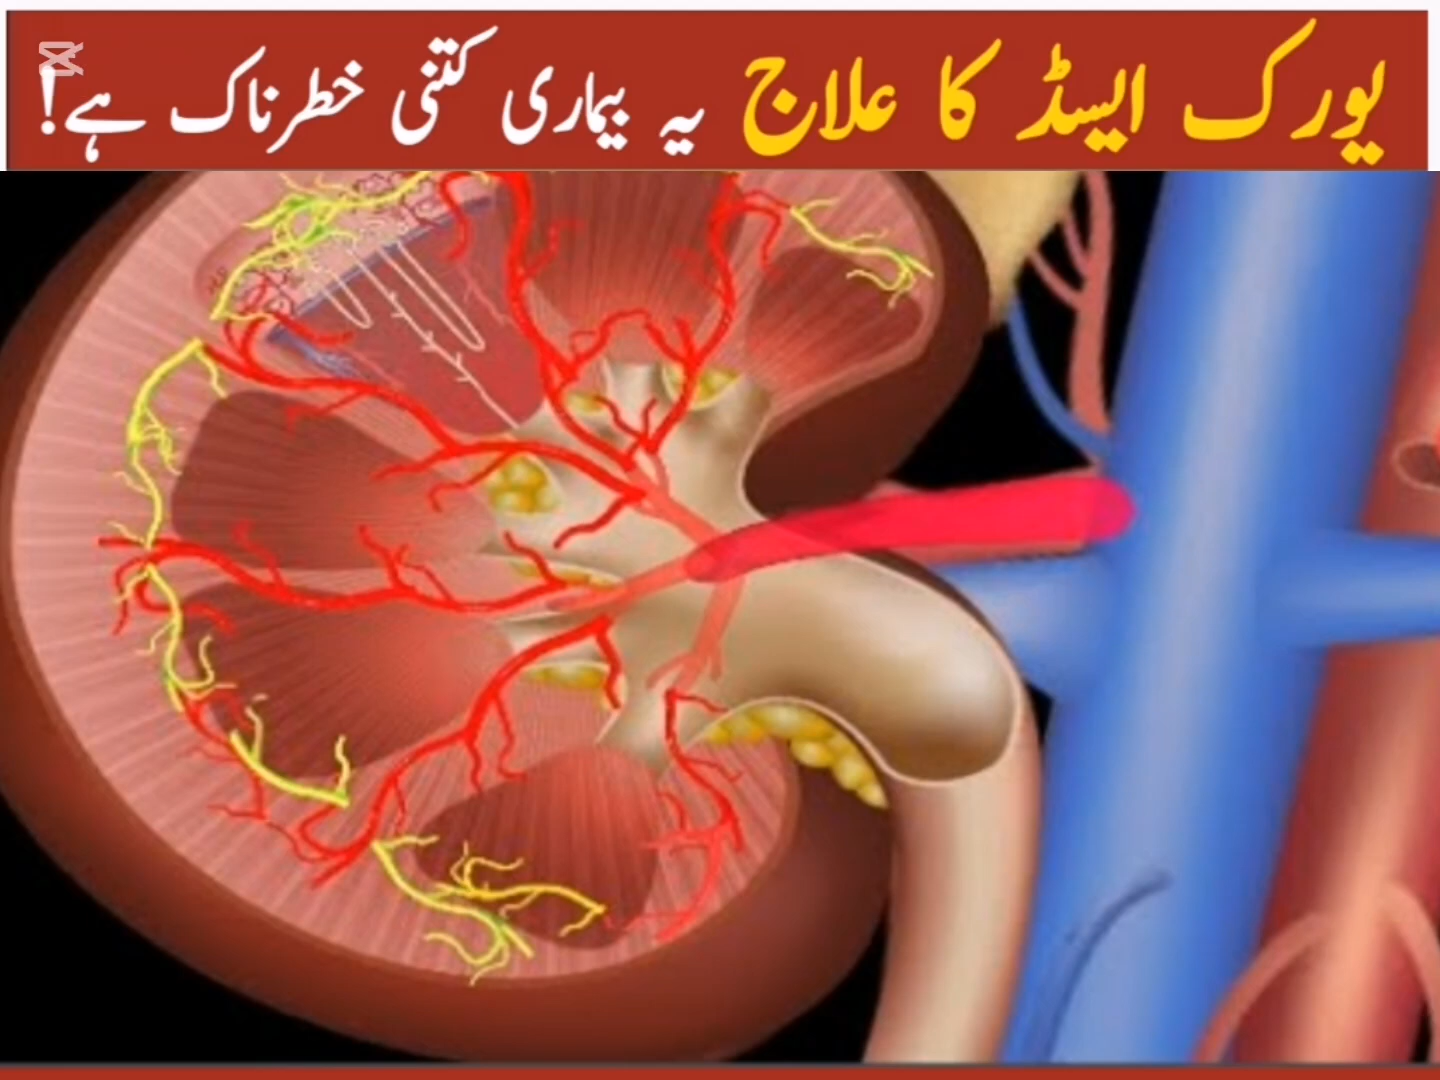 یورک ایسڈ کا علاج یہ بیماری کتنی خطرناک ہے!